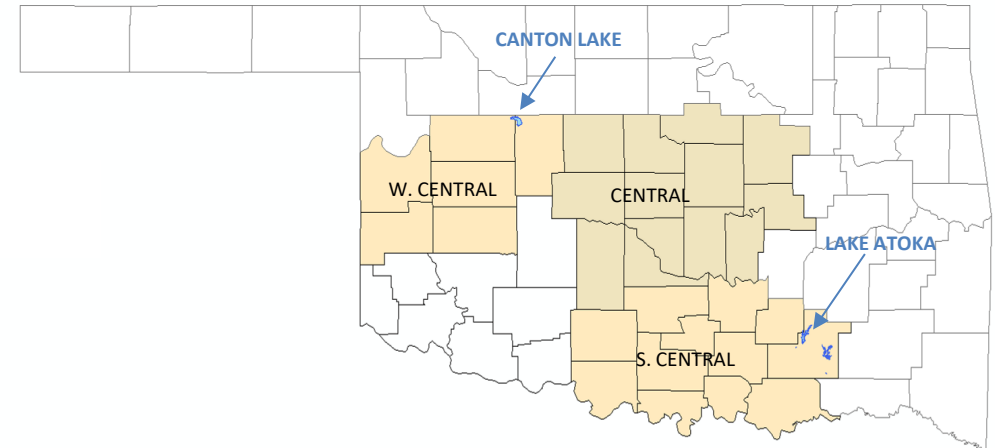 CANTON LAKE
W. CENTRAL
CENTRAL
LAKE ATOKA
S. CENTRAL